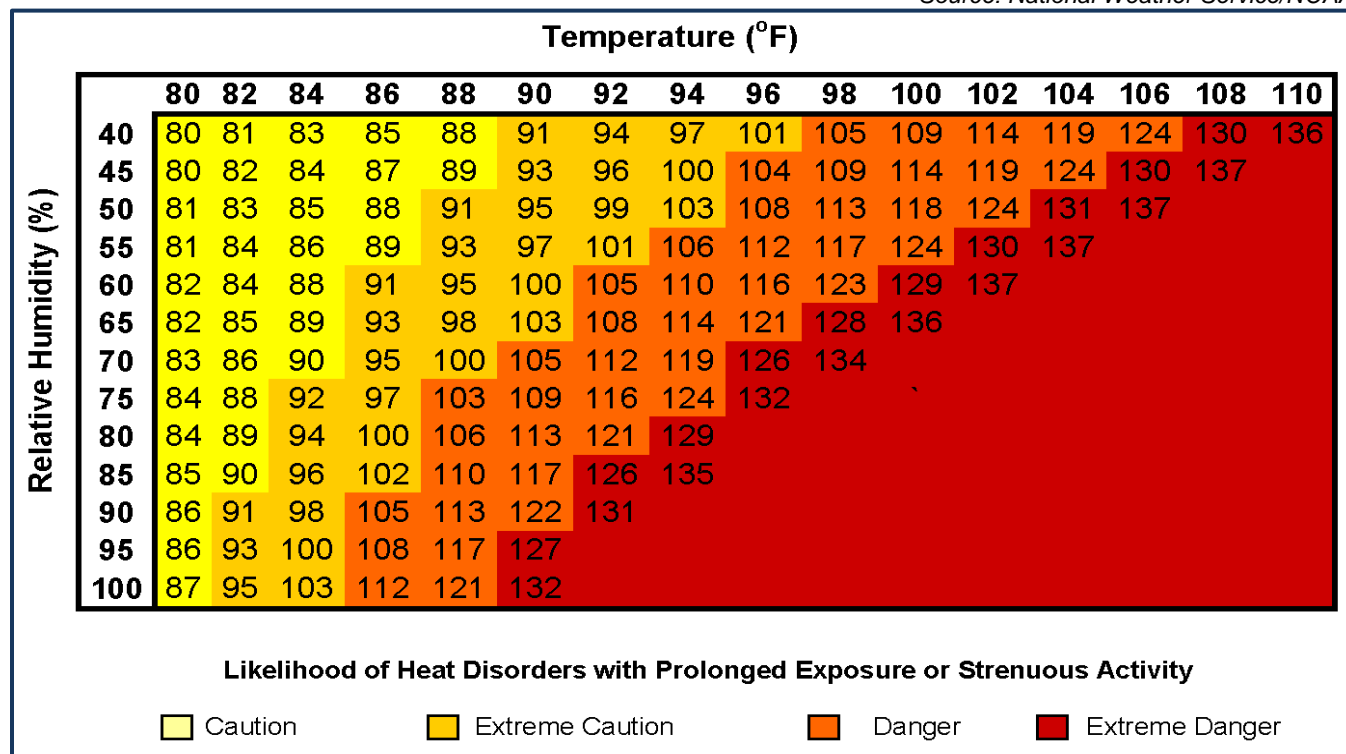 Source: National Weather Service/NOAA
Temperature (°F)
80 82 84 86 88 90 92 94 96 98 100 102 104 106 108 110
40 80 81 83 85 88 91 94 97 101 105 109 114 119 124 130 136
45 80 82 84 87 89 93 96 100 104 109 114 119 124 130 137
50 81 83 85 88 91 95 99 103 108 113 118 124 131 137
55 81 84 86 89 93 97 101 106 112 117 124 130 137
60 82 84 88 91 95 100 105 110 116 123 129 137
65 82 85 89 93 98 103 108 114 121 128 136
70 83 86 90 95 100 105 112 119 126 134
75 84 88 92 97 103 109 116 124 132 `
80 84 89 94 100 106 113 121 129
85 85 90 96 102 110 117 126 135
90 86 91 98 105 113 122 131
95 86 93 100 108 117 127
100 87 95 103 112 121 132
Relative Humidity (%)
Likelihood of Heat Disorders with Prolonged Exposure or Strenuous Activity
Caution Extreme Caution Danger Extreme Danger